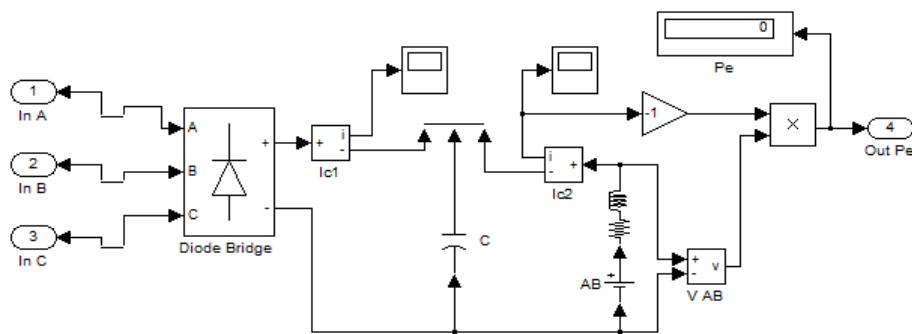 1
In A
2
In B
3
In C
A
B
C
+
-
Diode Bridge
+
i
-
Ic1
C
i
-
+
Ic2
AB
+
-1
0
Pe
+
-
v
V AB
×
4
Out Pe